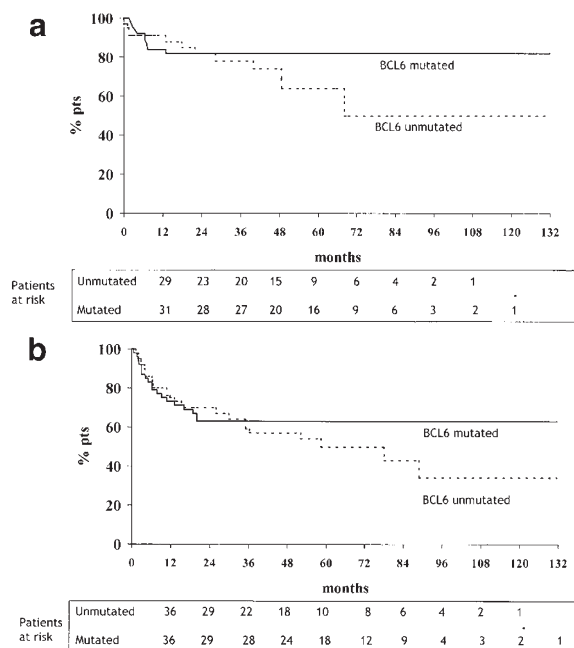 a
100
80
60
40
20
0
% pts
BCL6 mutated
BCL6 unmutated
0 12 24 36 48 60 72 84 96 108 120 132
months
Patients at risk
Unmutated 29 23 20 15 9 6 4 2 1
Mutated 31 28 27 20 16 9 6 3 2 1
b
100
80
60
40
20
0
% pts
BCL6 mutated
BCL6 unmutated
0 12 24 36 48 60 72 84 96 108 120 132
months
Patients at risk
Unmutated 36 29 22 18 10 8 6 4 2 1
Mutated 36 29 28 24 18 12 9 4 3 2 1